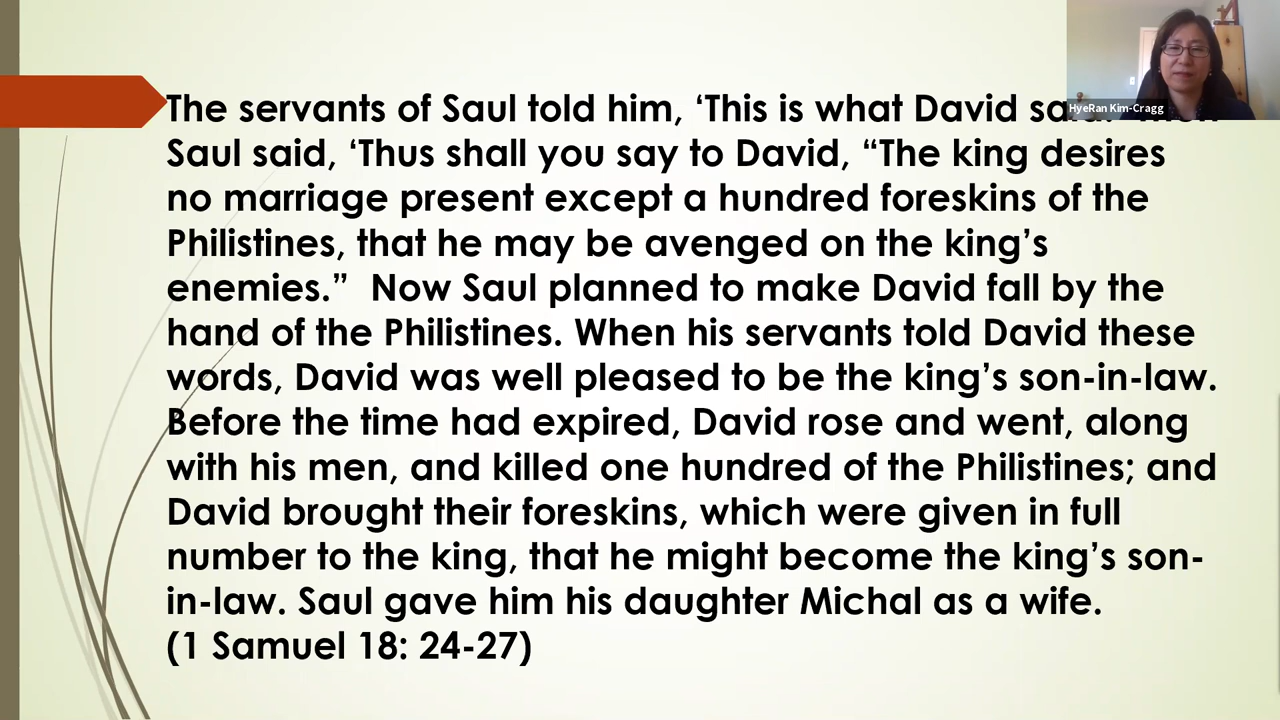 The servants of Saul told him, ‘This is what David
HyeRan Kim-Cragg
Saul said, ‘Thus shall you say to David, “The king desires
no marriage present except a hundred foreskins of the
Philistines, that he may be avenged on the king’s
enemies.”  Now Saul planned to make David fall by the
hand of the Philistines. When his servants told David these
words, David was well pleased to be the king’s son-in-law.
Before the time had expired, David rose and went, along
with his men, and killed one hundred of the Philistines; and
David brought their foreskins, which were given in full
number to the king, that he might become the king’s son-
in-law. Saul gave him his daughter Michal as a wife.
(1 Samuel 18: 24-27)